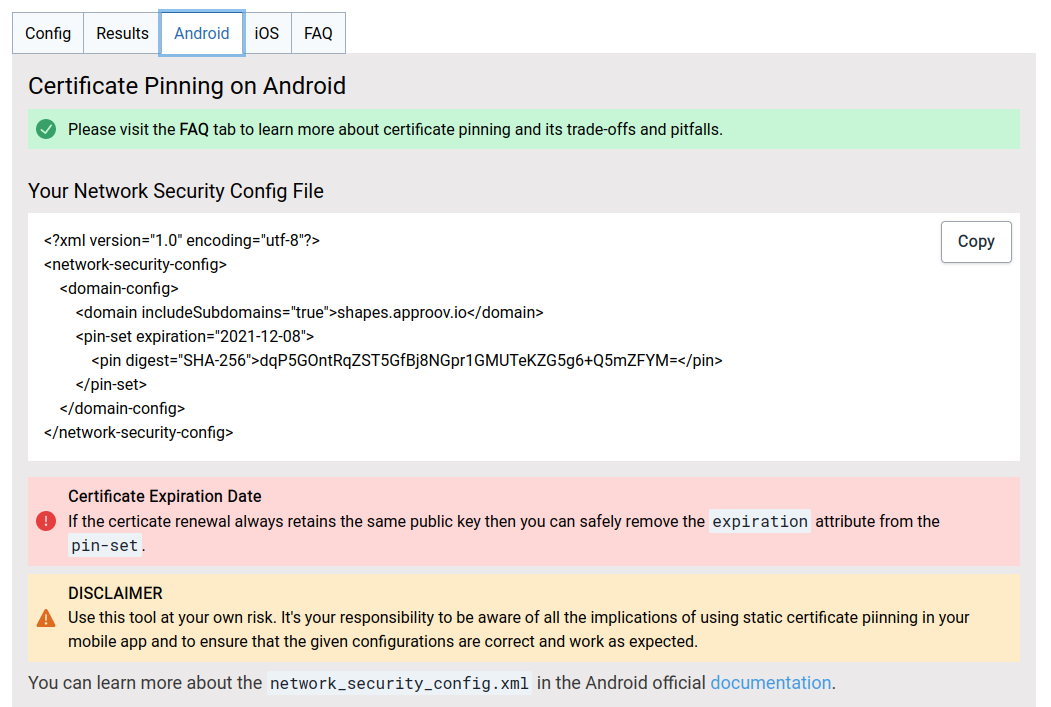 Config Results Android iOS FAQ
Certificate Pinning on Android
Please visit the FAQ tab to learn more about certificate pinning and its trade-offs and pitfalls.
Your Network Security Config File
Copy
<?xml version="1.0" encoding="utf-8"?>
<network-security-config>
<domain-config>
<domain includeSubdomains="true">shapes.approov.io</domain>
<pin-set expiration="2021-12-08">
<pin digest="SHA-256">dqP5GOntRqZST5GfBj8NGpr1GMUTeKZG5g6+Q5mZFYM=</pin>
</pin-set>
</domain-config>
</network-security-config>
Certificate Expiration Date
If the certicate renewal always retains the same public key then you can safely remove the expiration attribute from the
pin-set.
DISCLAIMER
Use this tool at your own risk. It's your responsibility to be aware of all the implications of using static certificate piinning in your
mobile app and to ensure that the given configurations are correct and work as expected.
You can learn more about the network_security_config.xml in the Android official documentation.